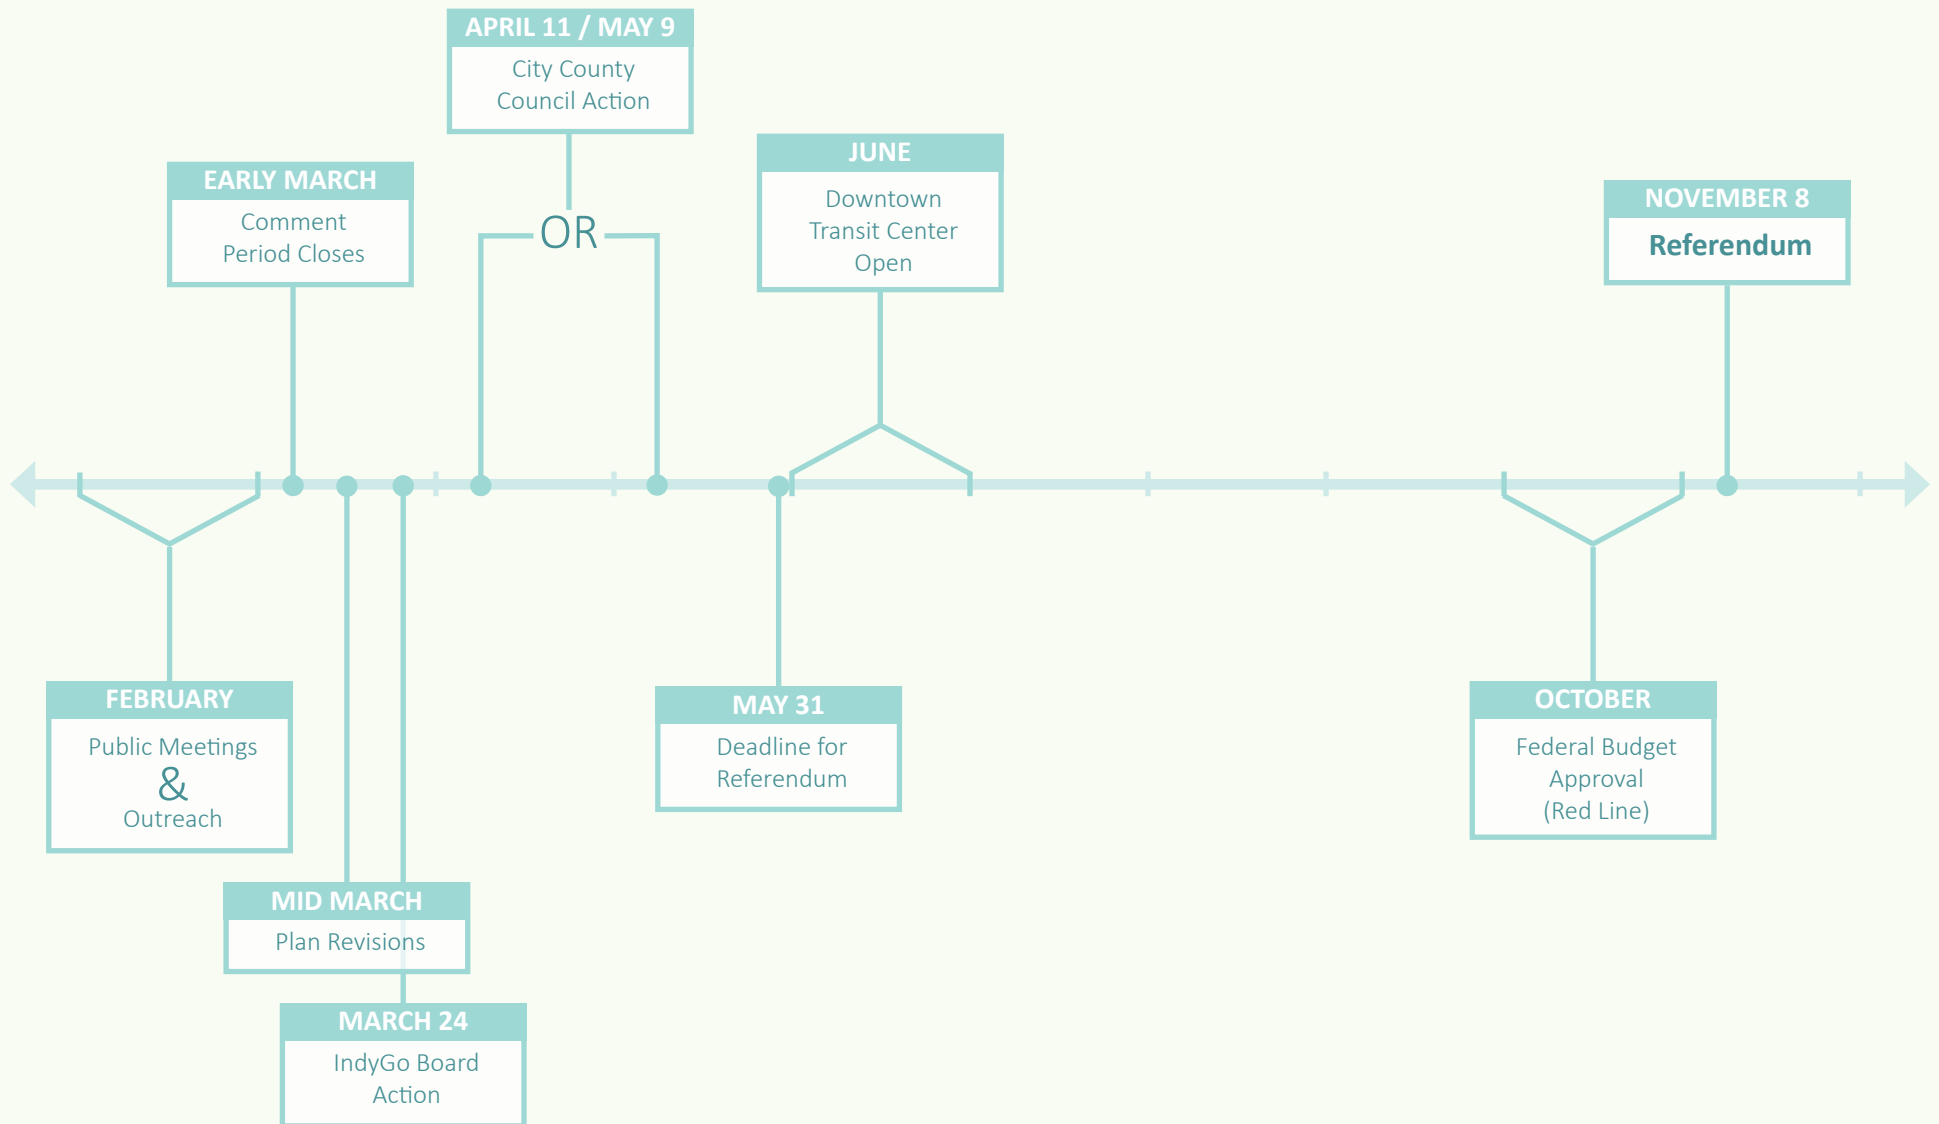 APRIL 11 / MAY 9
City County
Council Action
OR
EARLY MARCH
Comment
Period Closes
JUNE
Downtown
Transit Center
Open
NOVEMBER 8
Referendum
FEBRUARY
Public Meetings
&
Outreach
MID MARCH
Plan Revisions
MARCH 24
IndyGo Board
Action
MAY 31
Deadline for
Referendum
OCTOBER
Federal Budget
Approval
(Red Line)